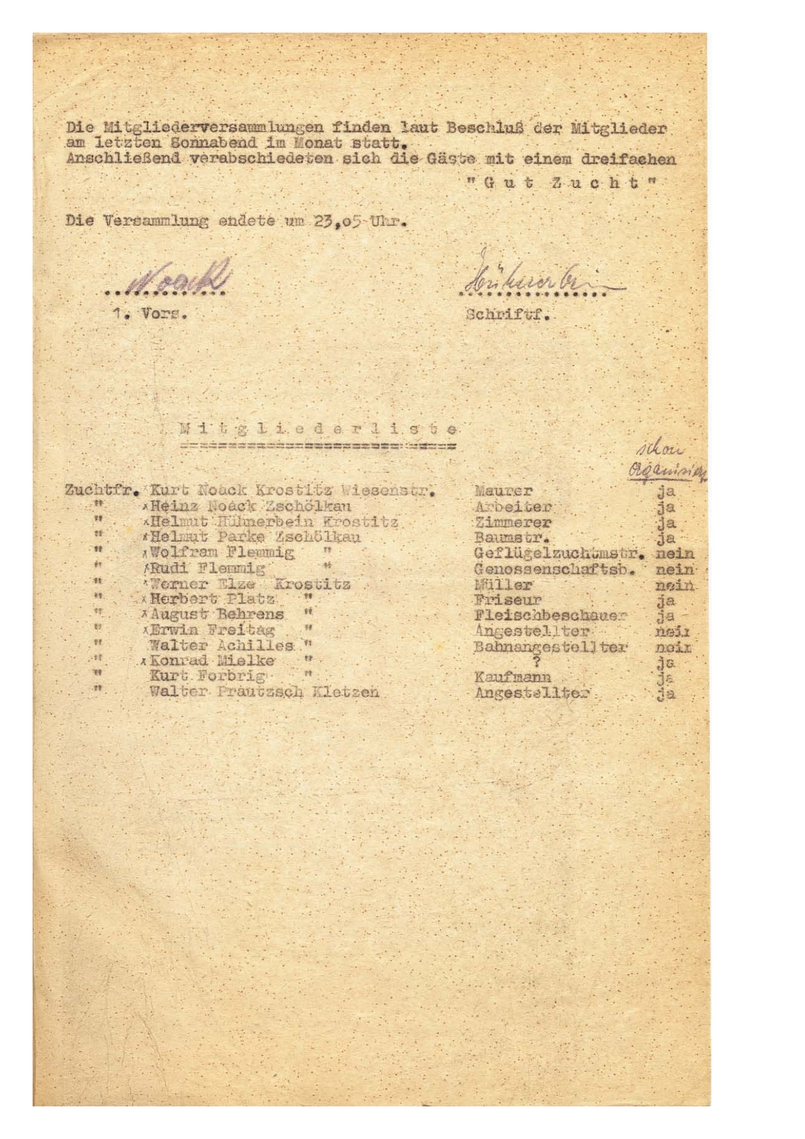 Die Mitgliederversammlungen finden laut Beschluß der Mitglieder
am letzten Sonnabend im Monat statt.
Anschließend verabschiedeten sich die Gäste mit einem dreifachen
"G u t  Z u c h t"
Die Versammlung endete um 23,05 Uhr.
Noack Hühnerbein
1. Vors. Schriftf.
M i t g l i e d e r l i s t e
schon
Organisier
Zuchtfr. x Kurt Noack Krostitz Wiesenstr. Maurer ja
" x Heinz Noack Zschölkau Arbeiter ja
" x Helmut Hühnerbein Krostitz Zimmerer ja
" x Helmut Parke Zschölkau Baumstr. ja
" x Wolfram Flemmig " Geflügelzuchtmstr. nein
" x Rudi Flemmig " Genossenschaftsb. nein
" x Werner Elze Krostitz Müller nein
" x Herbert Platz " Friseur ja
" x August Behrens " Fleischbeschauer ja
" x Erwin Freitag " Angestellter nein
" Walter Achilles " Bahnangestellter nein
" x Konrad Mielke " ? ja
" Kurt Forbrig " Kaufmann ja
" Walter Prautzsch Kletzen Angestellter ja